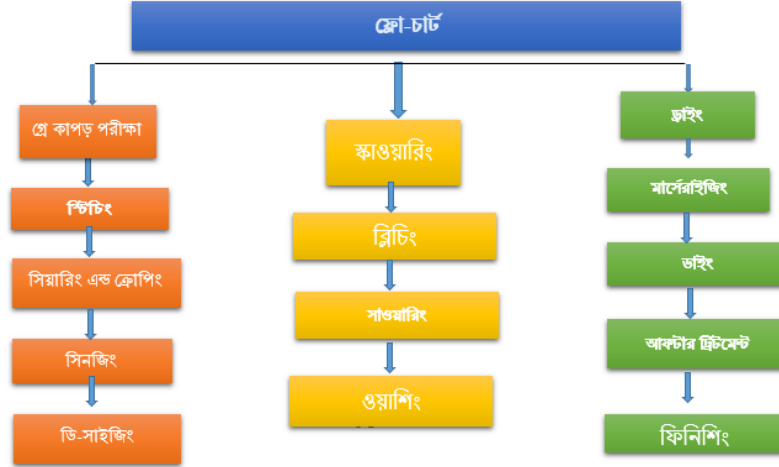 ফ্লো-চার্ট
গ্রে কাপড় পরীক্ষা
স্টিচিং
সিয়ারিং এন্ড ক্রোপিং
সিনজিং
ডি-সাইজিং
স্কাওয়ারিং
ব্লিচিং
সাওয়ারিং
ওয়াশিং
ড্রাইং
মার্সেরাইজিং
ডাইং
আফটার ট্রিটমেন্ট
ফিনিশিং